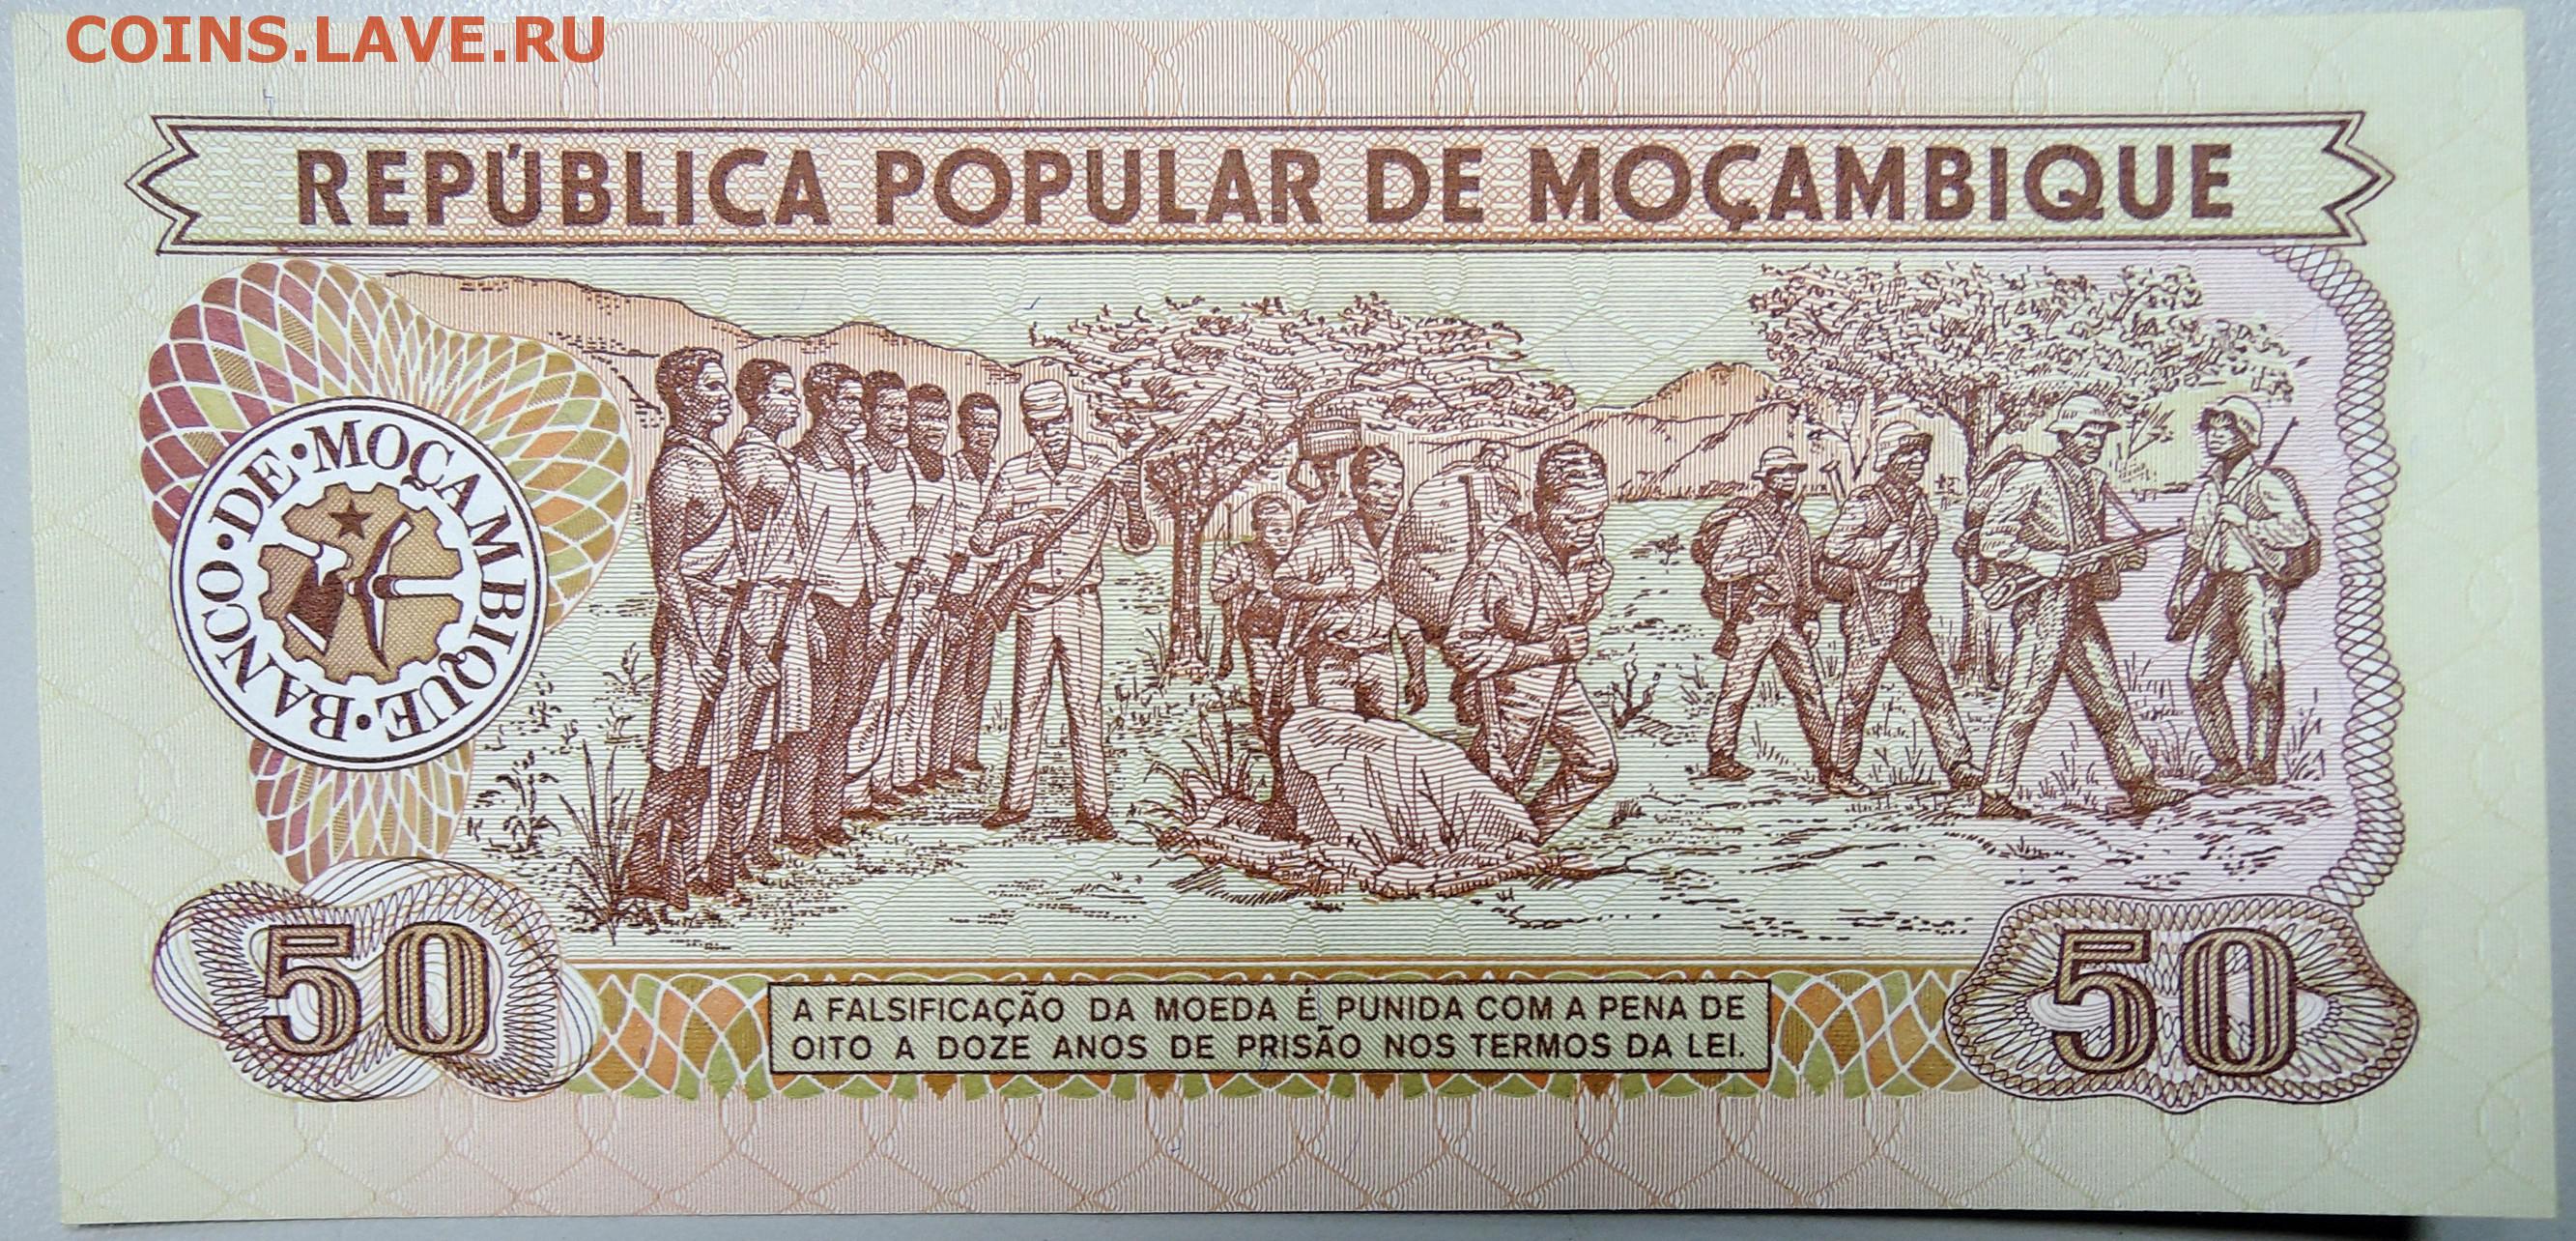 COINS.LAVE.RU
REPÚBLICA POPULAR DE MOÇAMBIQUE
BANCO·DE·MOÇAMBIQUE·
BM
50
A FALSIFICAÇÃO DA MOEDA É PUNIDA COM A PENA DE
OITO A DOZE ANOS DE PRISÃO NOS TERMOS DA LEI.
50